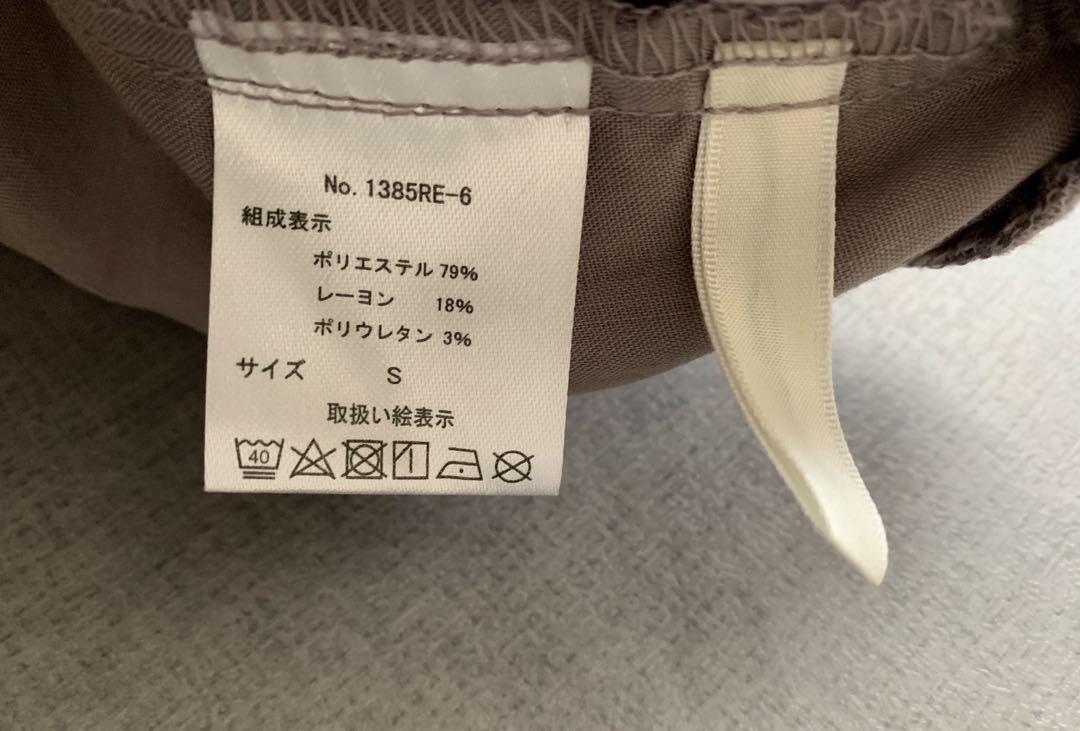 No. 1385RE-6
組成表示
ポリエステル 79%
レーヨン 18%
ポリウレタン 3%
サイズ S
取扱い絵表示
40